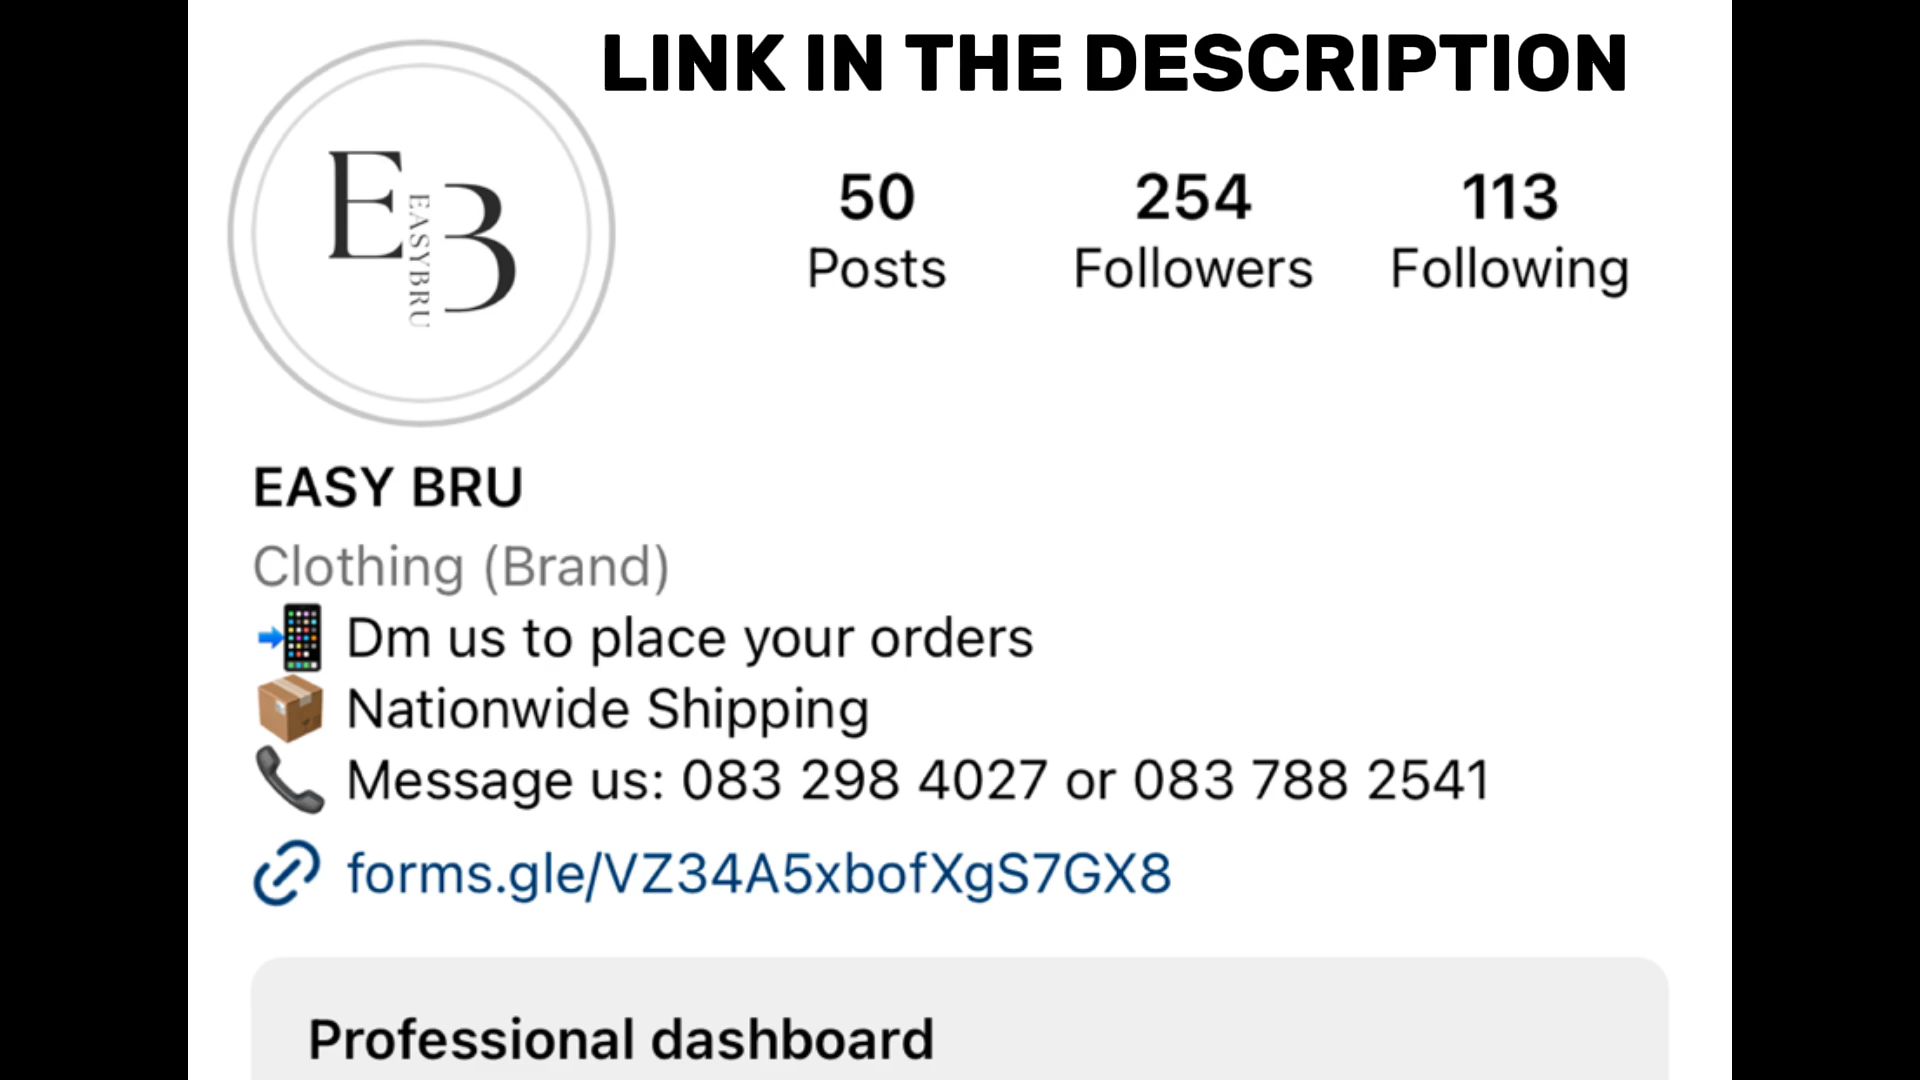 LINK IN THE DESCRIPTION
EB
EASYBRU
50 254 113
Posts Followers Following
EASY BRU
Clothing (Brand)
📲 Dm us to place your orders
📦 Nationwide Shipping
📞 Message us: 083 298 4027 or 083 788 2541
forms.gle/VZ34A5xbofXgS7GX8
Professional dashboard